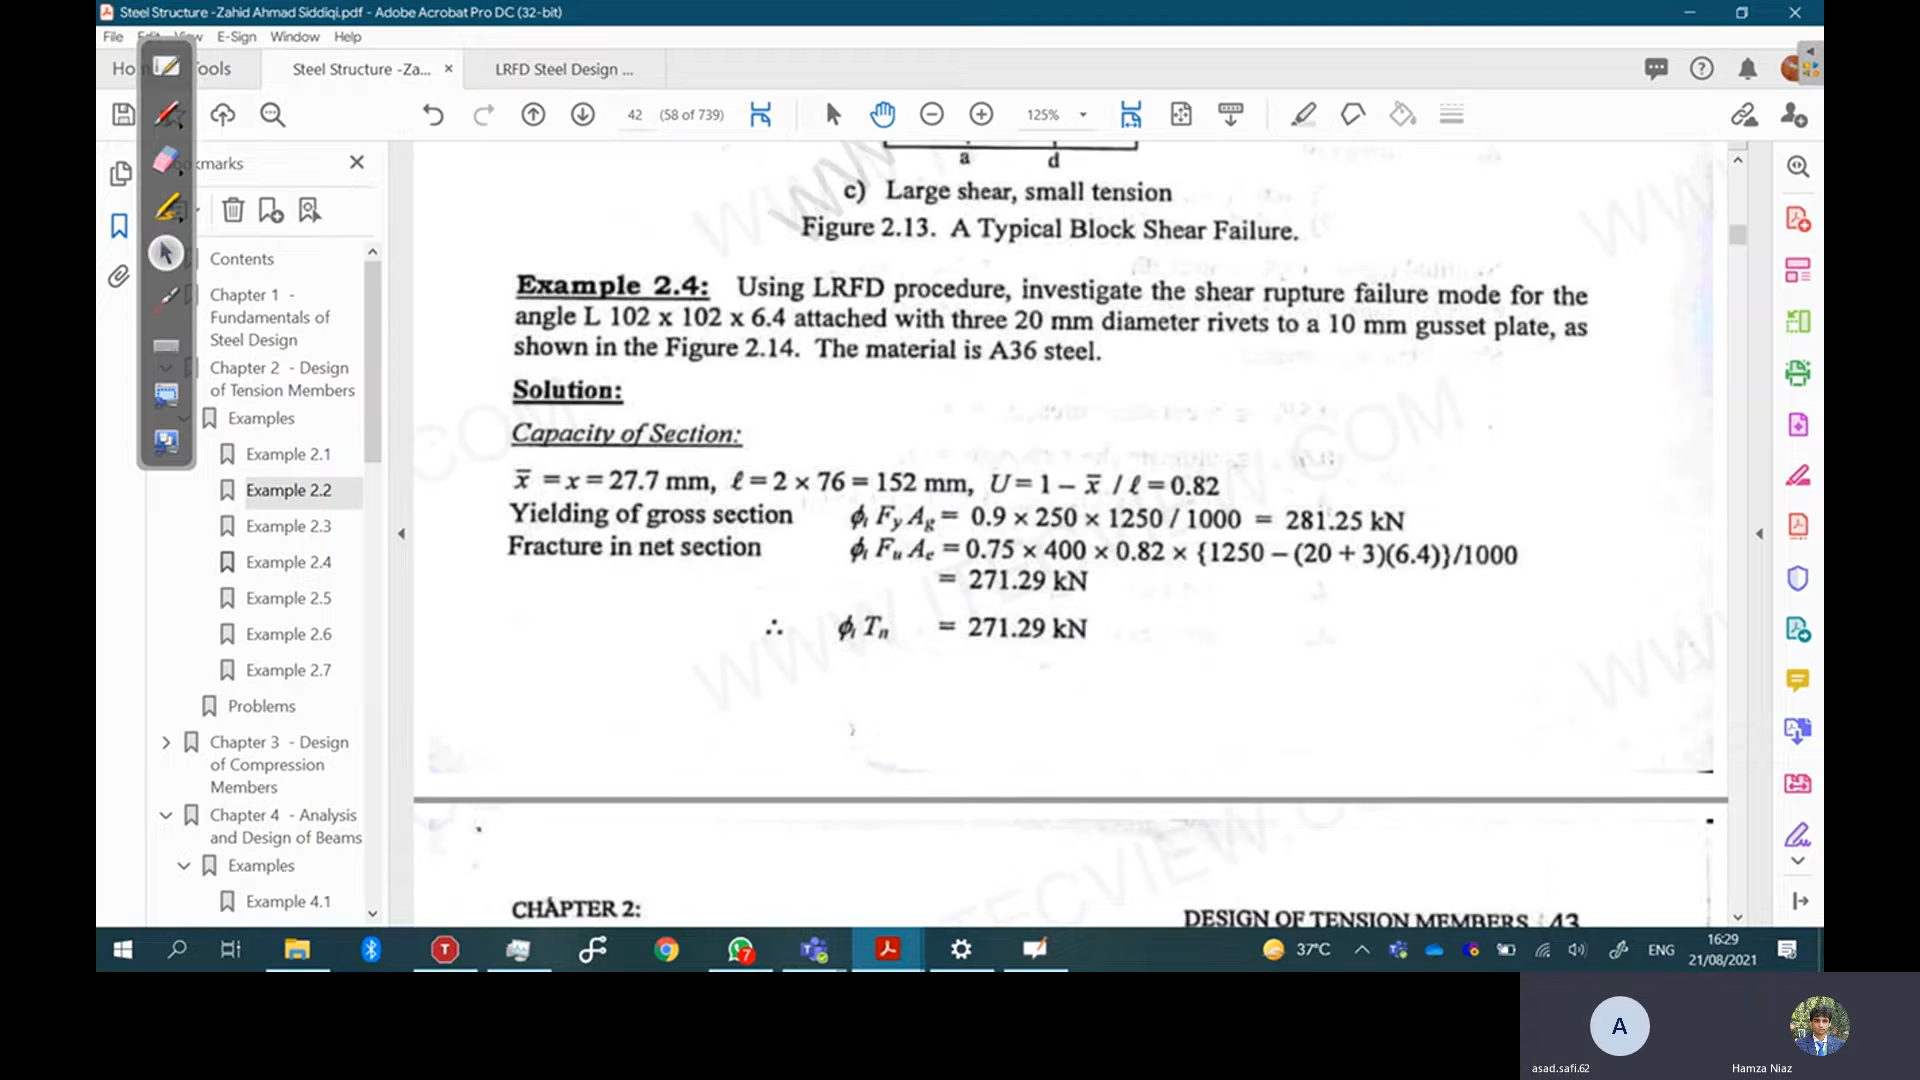 Steel Structure -Zahid Ahmad Siddiqi.pdf - Adobe Acrobat Pro DC (32-bit)
File Edit View E-Sign Window Help
Steel Structure -Za... × LRFD Steel Design ...
42 (58 of 739) 125%
Contents
Chapter 1 -
Fundamentals of
Steel Design
Chapter 2 - Design
of Tension Members
Examples
Example 2.1
Example 2.2
Example 2.3
Example 2.4
Example 2.5
Example 2.6
Example 2.7
Problems
Chapter 3 - Design
of Compression
Members
Chapter 4 - Analysis
and Design of Beams
Examples
Example 4.1
a d
c) Large shear, small tension
Figure 2.13. A Typical Block Shear Failure.
Example 2.4: Using LRFD procedure, investigate the shear rupture failure mode for the
angle L 102 x 102 x 6.4 attached with three 20 mm diameter rivets to a 10 mm gusset plate, as
shown in the Figure 2.14. The material is A36 steel.
Solution:
Capacity of Section:
x̄ = x = 27.7 mm, ℓ = 2 × 76 = 152 mm, U = 1 – x̄ / ℓ = 0.82
Yielding of gross section ϕt Fy Ag = 0.9 × 250 × 1250 / 1000 = 281.25 kN
Fracture in net section ϕt Fu Ae = 0.75 × 400 × 0.82 × {1250 – (20 + 3)(6.4)}/1000
= 271.29 kN
∴ ϕt Tn = 271.29 kN
CHAPTER 2: DESIGN OF TENSION MEMBERS 43
37°C ENG 16:29
21/08/2021
A
asad.safi.62 Hamza Niaz